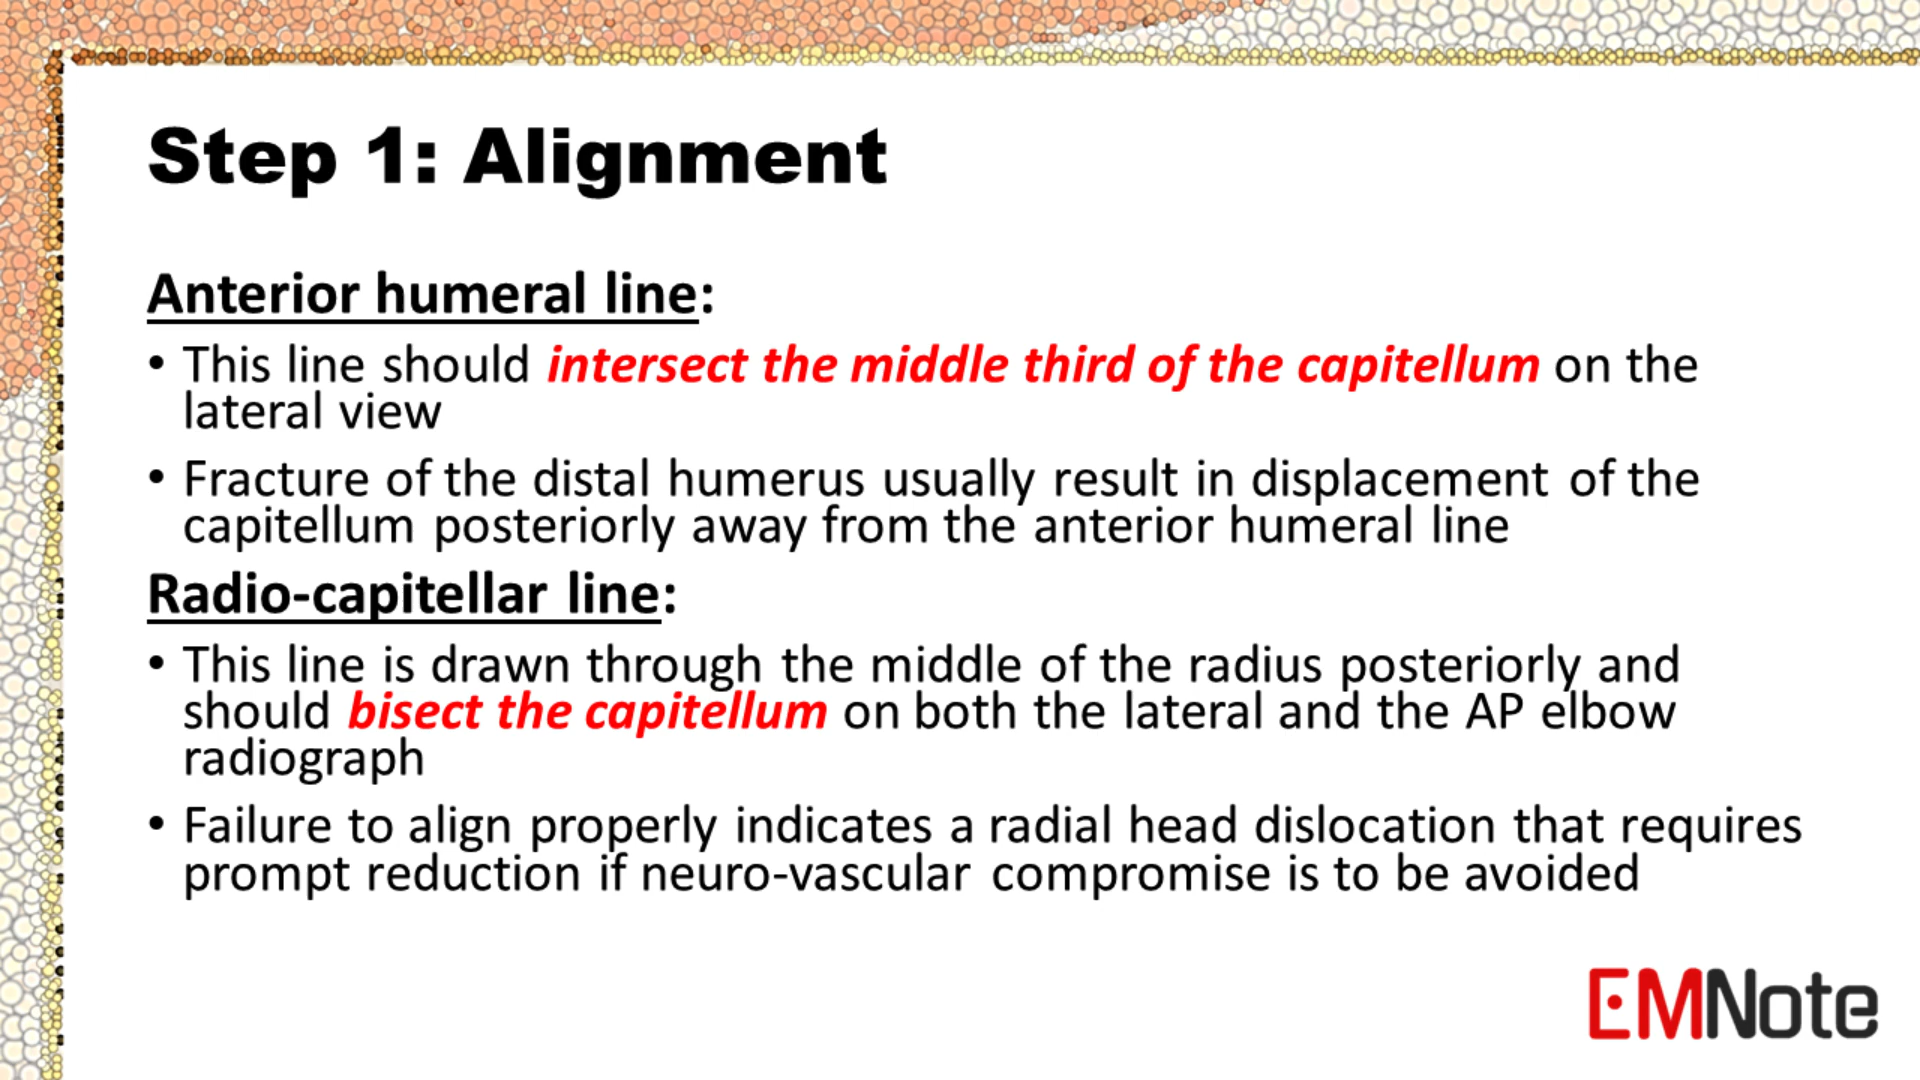 Step 1: Alignment
Anterior humeral line:
• This line should intersect the middle third of the capitellum on the
lateral view
• Fracture of the distal humerus usually result in displacement of the
capitellum posteriorly away from the anterior humeral line
Radio-capitellar line:
• This line is drawn through the middle of the radius posteriorly and
should bisect the capitellum on both the lateral and the AP elbow
radiograph
• Failure to align properly indicates a radial head dislocation that requires
prompt reduction if neuro-vascular compromise is to be avoided
EMNote